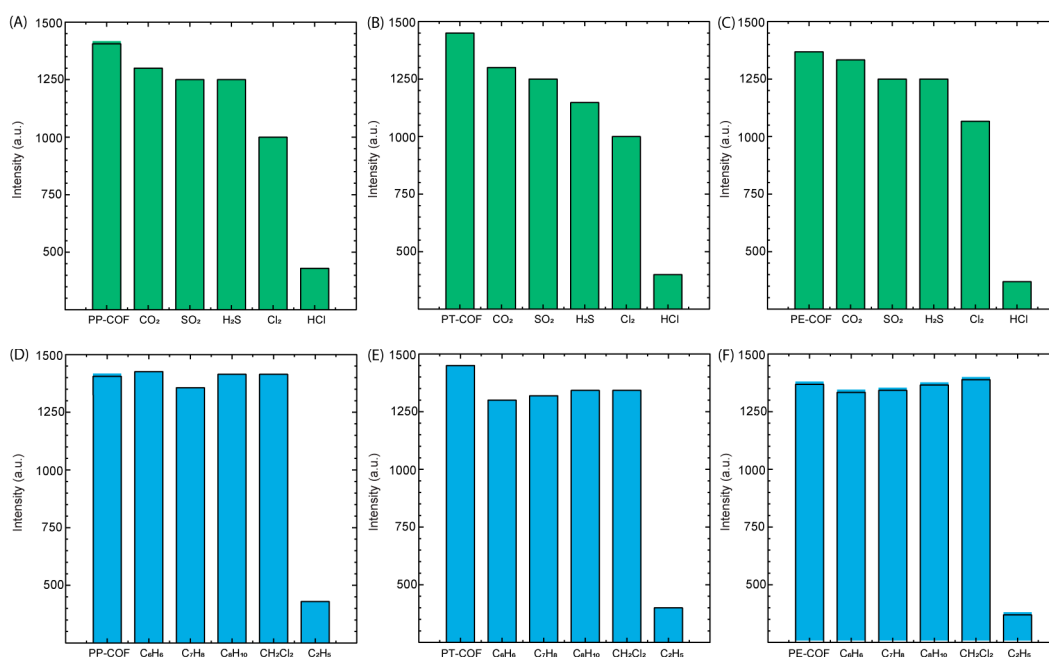 (A)
1500
1250
1000
750
500
Intensity (a.u.)
PP-COF CO₂ SO₂ H₂S Cl₂ HCl
(B)
1500
1250
1000
750
500
Intensity (a.u.)
PT-COF CO₂ SO₂ H₂S Cl₂ HCl
(C)
1500
1250
1000
750
500
Intensity (a.u.)
PE-COF CO₂ SO₂ H₂S Cl₂ HCl
(D)
1500
1250
1000
750
500
Intensity (a.u.)
PP-COF C₆H₆ C₇H₈ C₈H₁₀ CH₂Cl₂ C₂H₅
(E)
1500
1250
1000
750
500
Intensity (a.u.)
PT-COF C₆H₆ C₇H₈ C₈H₁₀ CH₂Cl₂ C₂H₅
(F)
1500
1250
1000
750
500
Intensity (a.u.)
PE-COF C₆H₆ C₇H₈ C₈H₁₀ CH₂Cl₂ C₂H₅